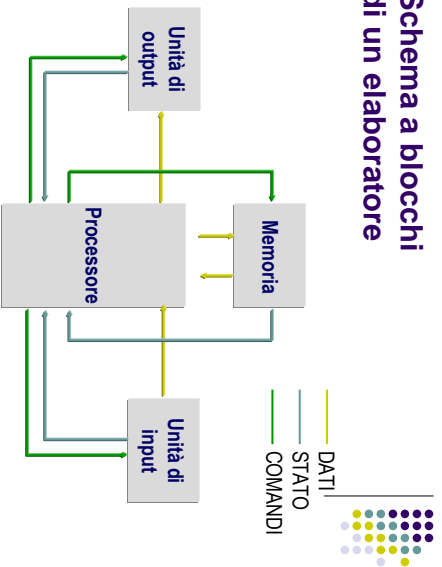 Schema a blocchi
di un elaboratore
DATI
STATO
COMANDI
Memoria
Unità di
output
Processore
Unità di
input